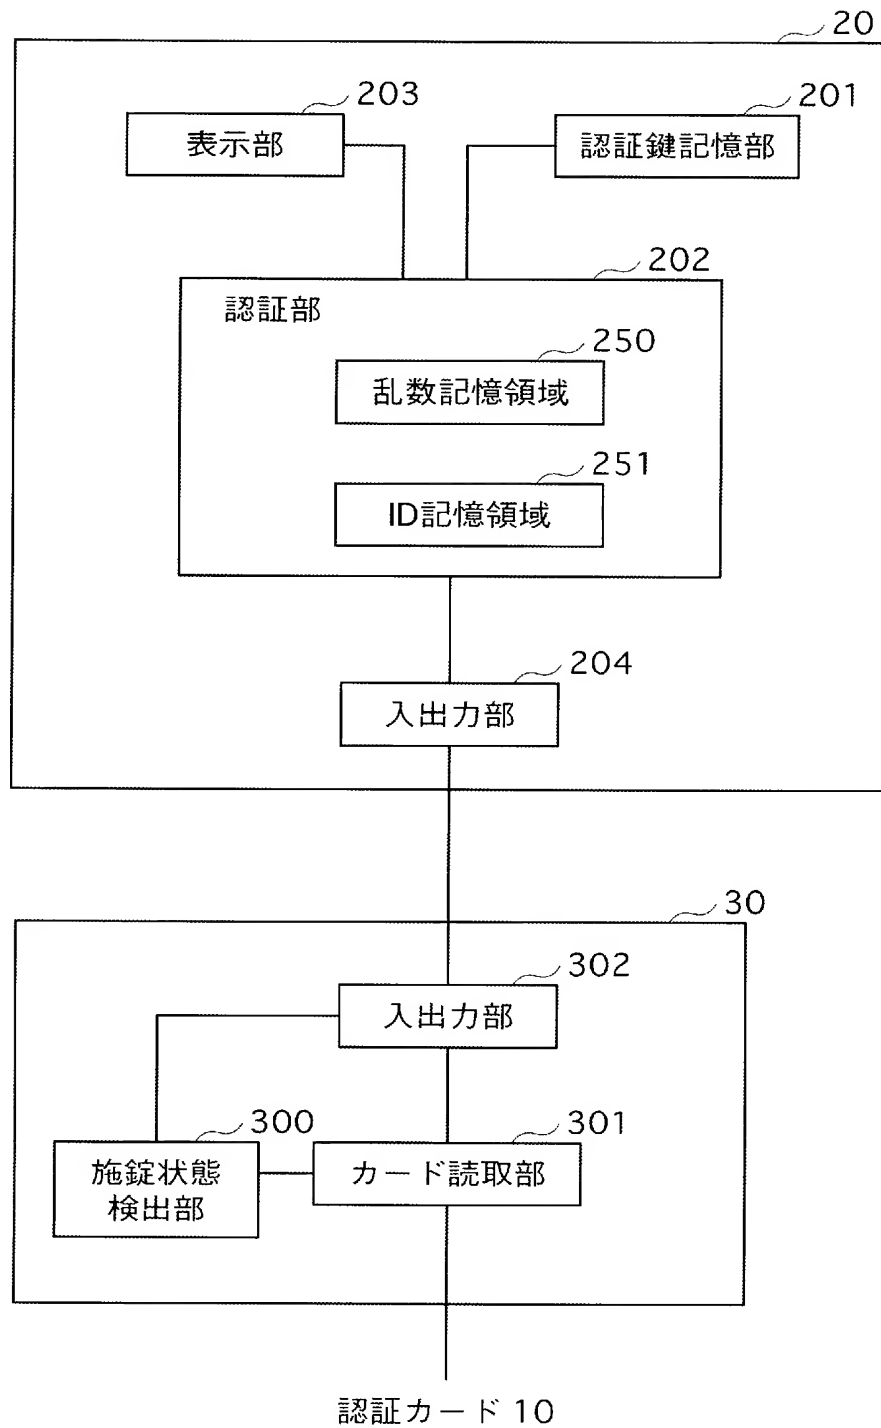 20
203
201
表示部
認証鍵記憶部
202
認証部
250
乱数記憶領域
251
ID記憶領域
204
入出力部
30
302
入出力部
300
301
施錠状態
検出部
カード読取部
認証カード 10